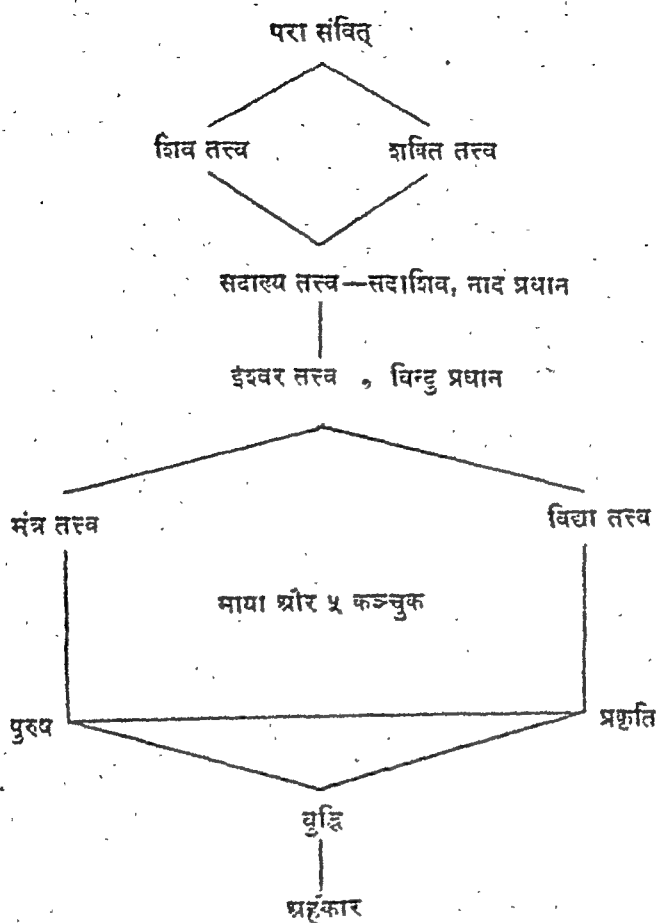 परा संवित्
शिव तत्त्व शक्ति तत्त्व
सदाख्य तत्त्व—सदाशिव, नाद प्रधान
ईश्वर तत्त्व , विन्दु प्रधान
मंत्र तत्त्व विद्या तत्त्व
माया और ५ कञ्चुक
पुरुष प्रकृति
वुद्धि
अहंकार